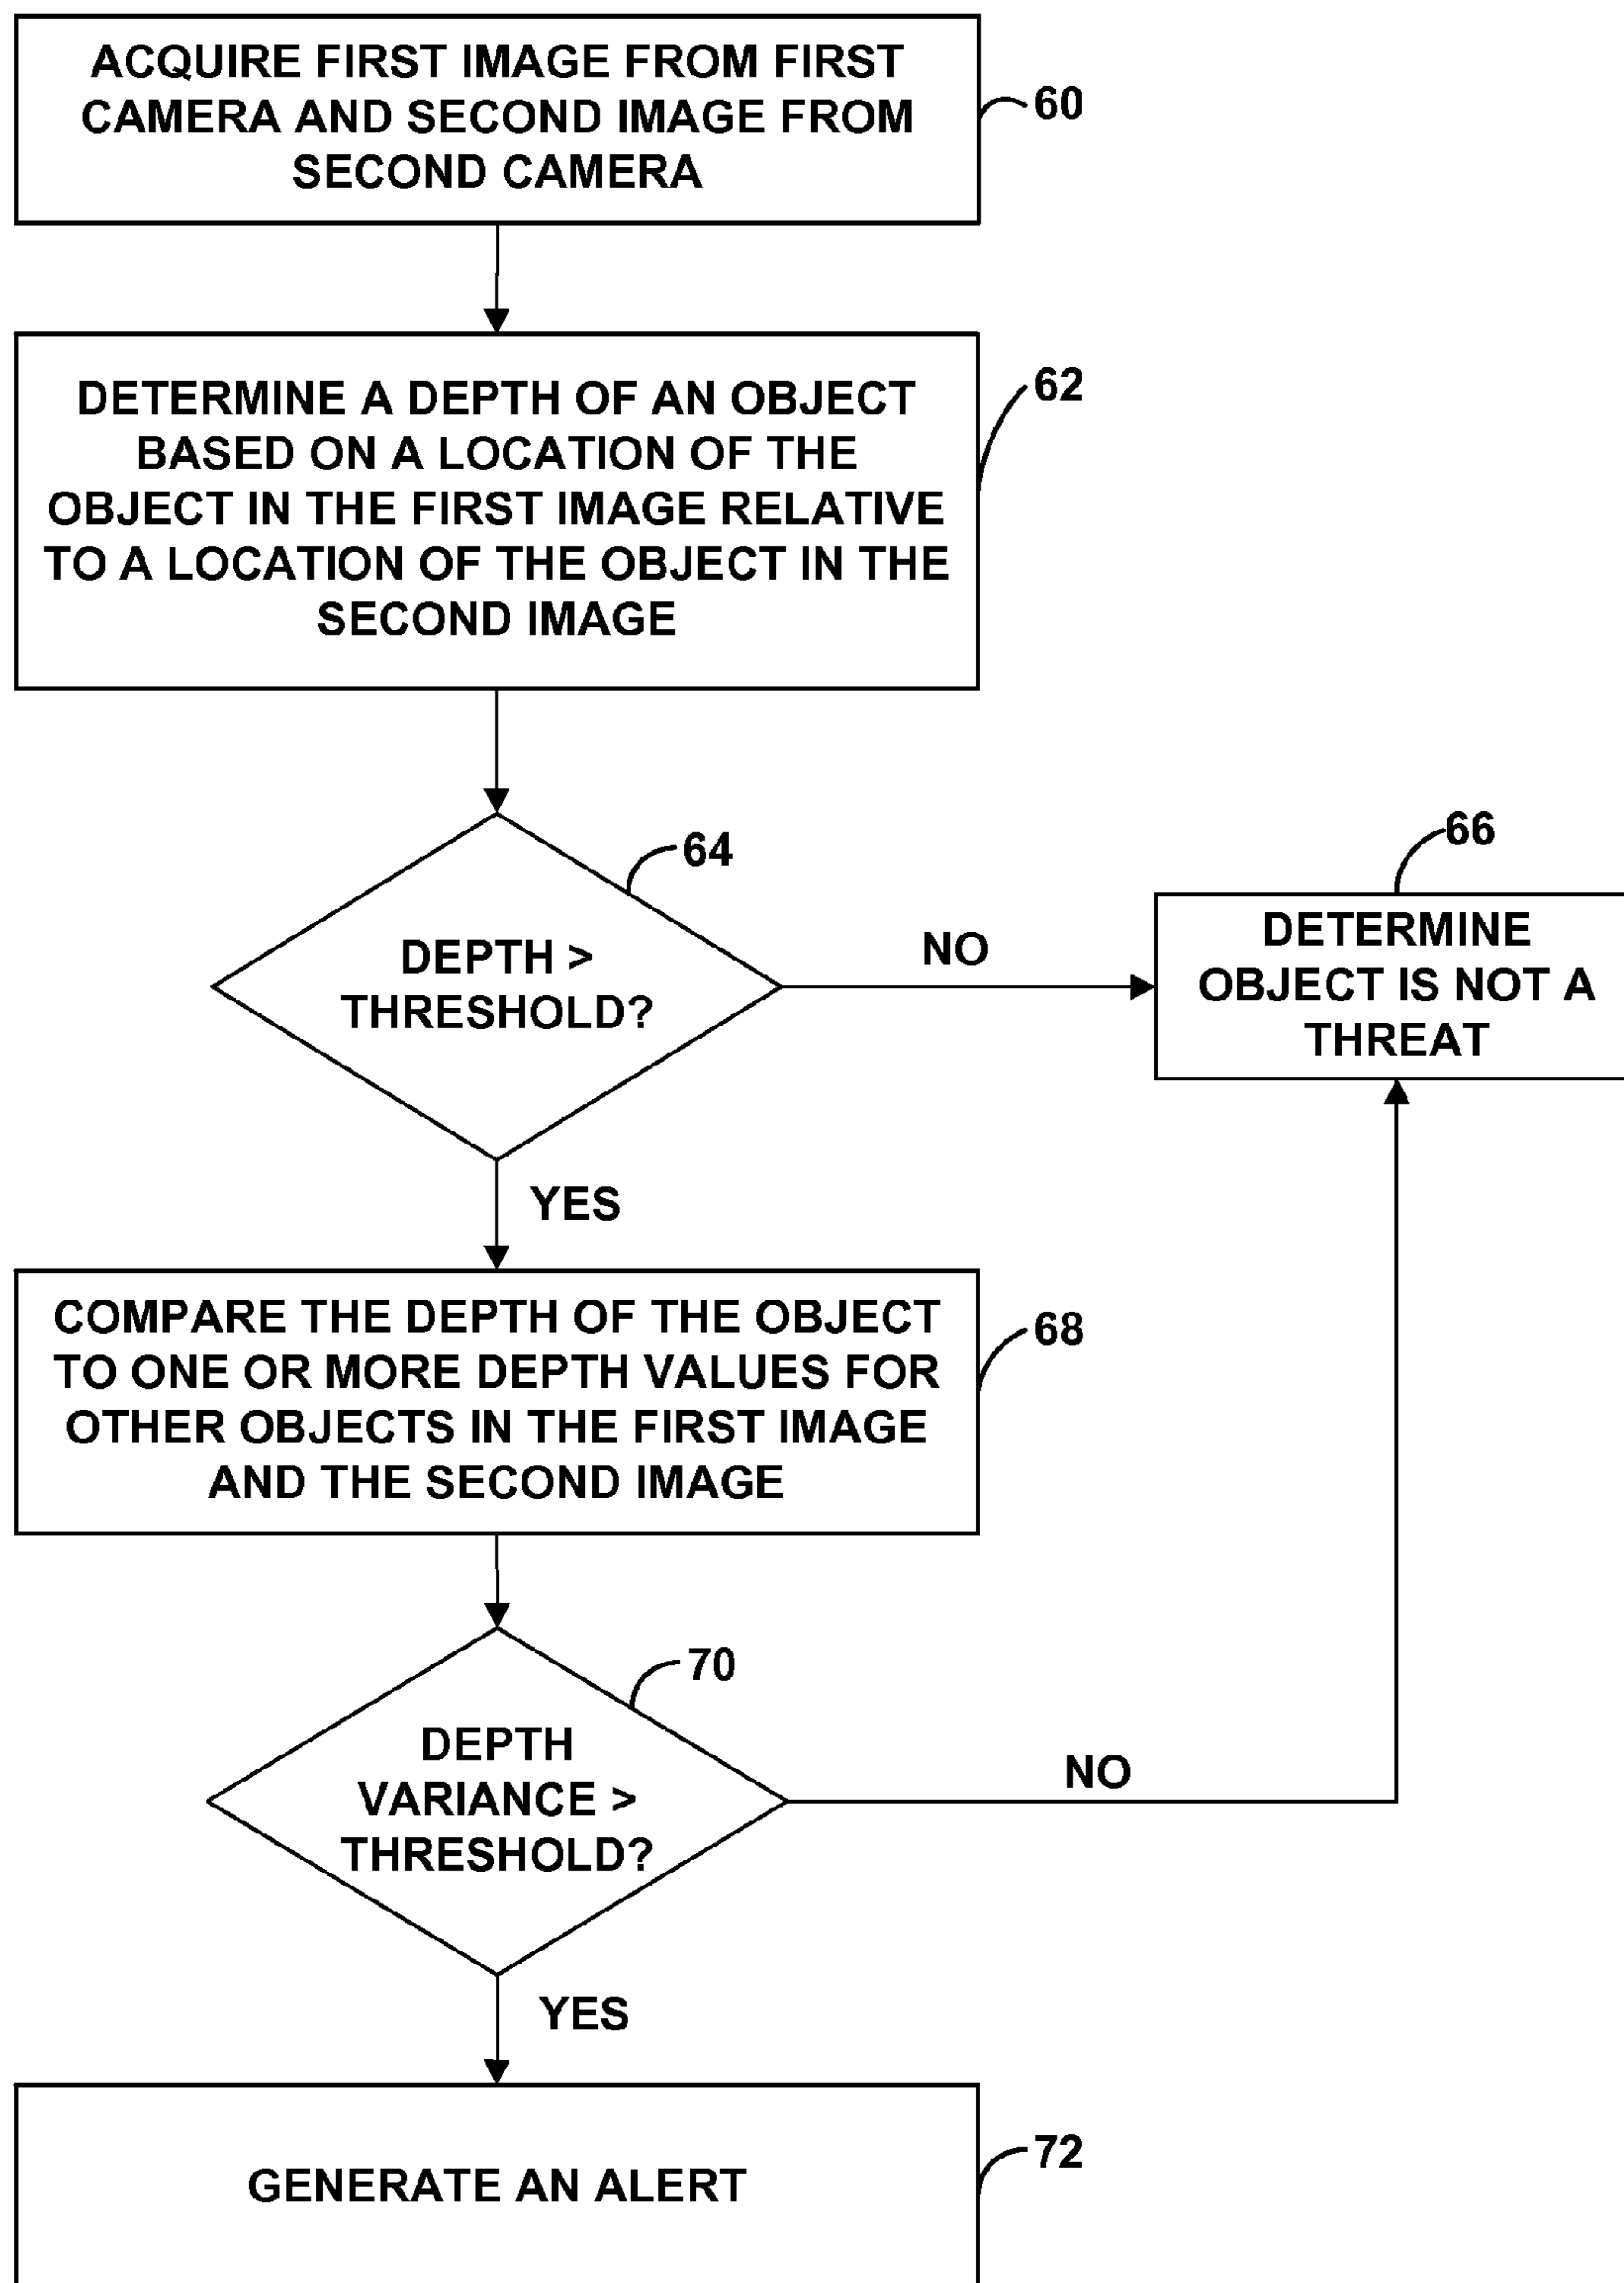 ACQUIRE FIRST IMAGE FROM FIRST
CAMERA AND SECOND IMAGE FROM
SECOND CAMERA
60
DETERMINE A DEPTH OF AN OBJECT
BASED ON A LOCATION OF THE
OBJECT IN THE FIRST IMAGE RELATIVE
TO A LOCATION OF THE OBJECT IN THE
SECOND IMAGE
62
64
DEPTH >
THRESHOLD?
NO
66
DETERMINE
OBJECT IS NOT A
THREAT
YES
COMPARE THE DEPTH OF THE OBJECT
TO ONE OR MORE DEPTH VALUES FOR
OTHER OBJECTS IN THE FIRST IMAGE
AND THE SECOND IMAGE
68
70
DEPTH
VARIANCE >
THRESHOLD?
NO
YES
GENERATE AN ALERT
72